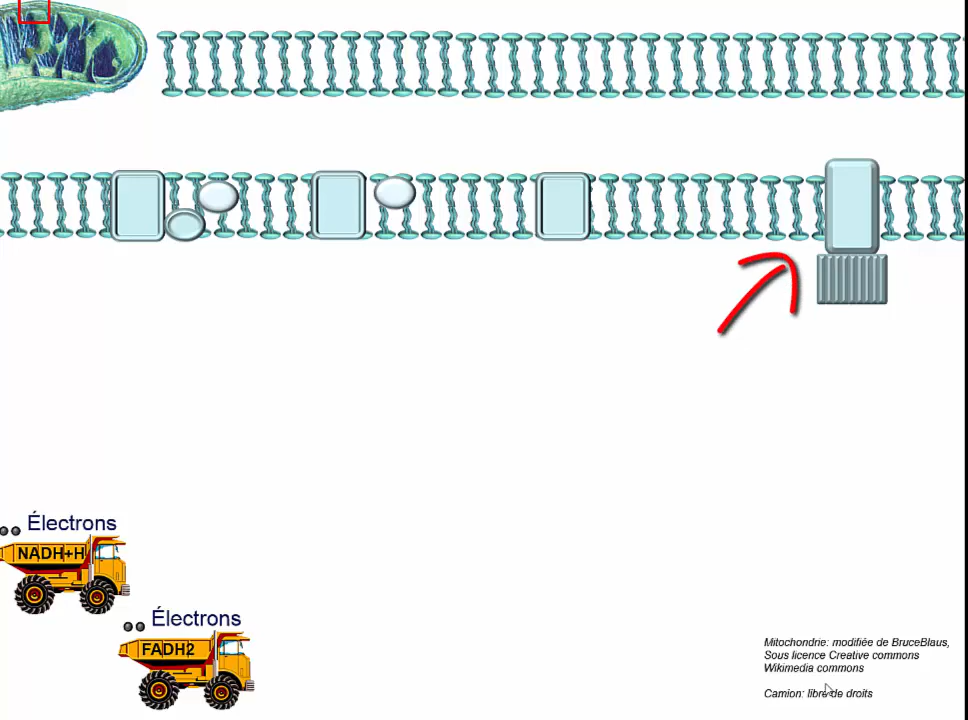 Électrons
NADH+H
Électrons
FADH2
Mitochondrie: modifiée de BruceBlaus,
Sous licence Creative commons
Wikimedia commons
Camion: libre de droits